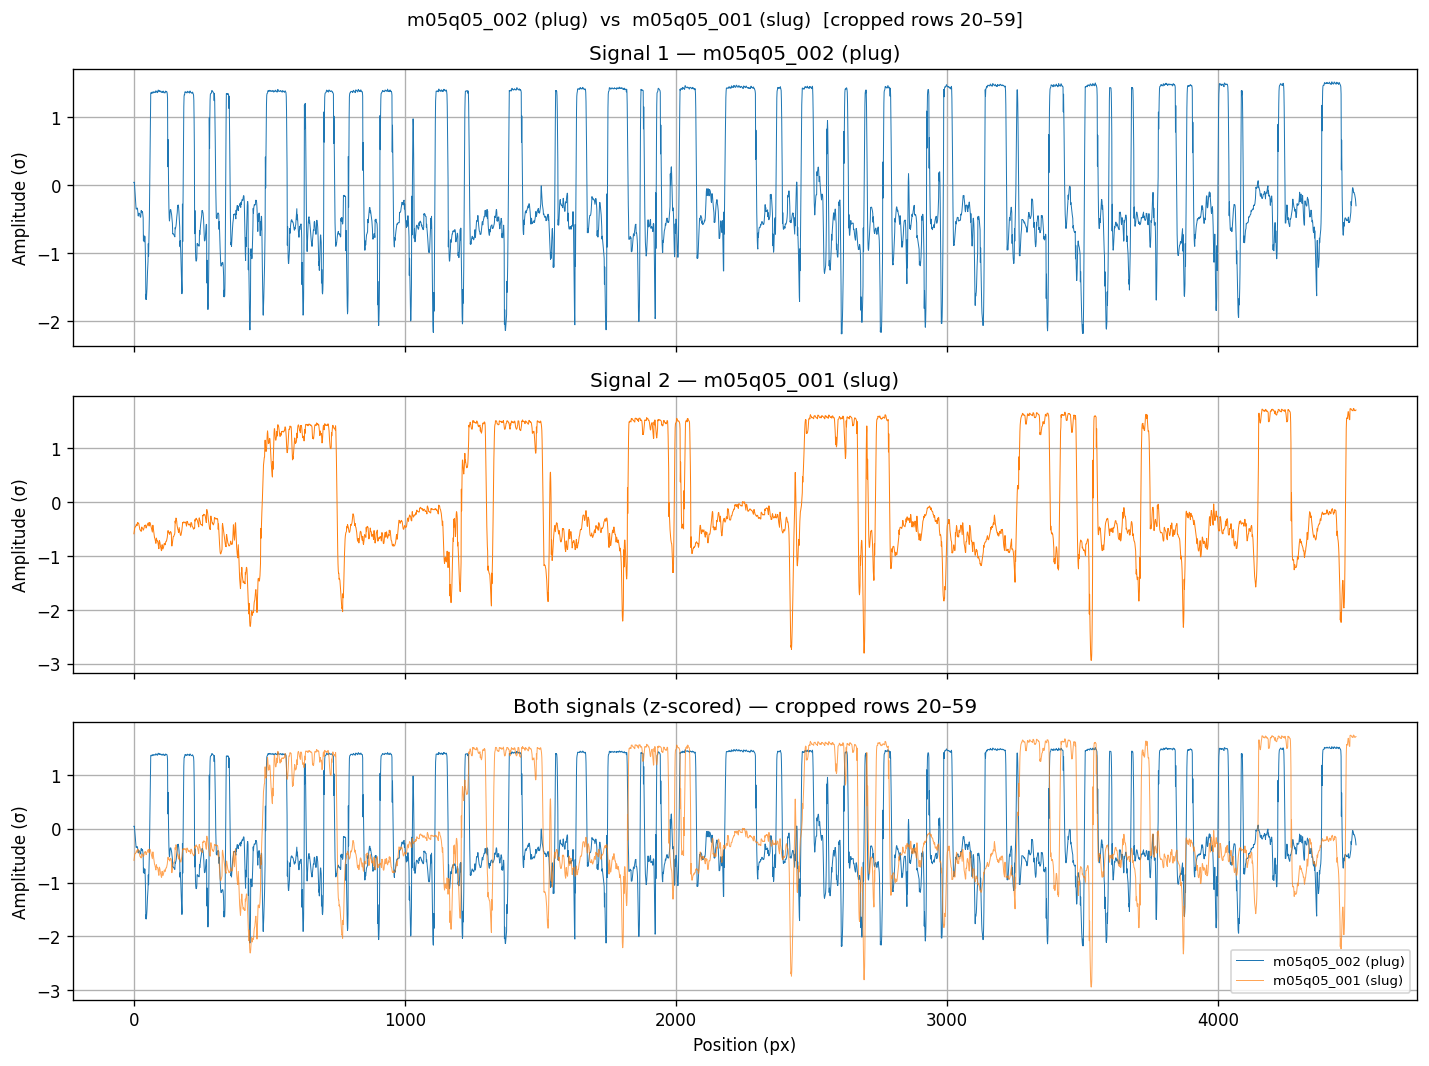 m05q05_002 (plug)  vs  m05q05_001 (slug)  [cropped rows 20–59]
Signal 1 — m05q05_002 (plug)
Amplitude (σ)
1
0
−1
−2
Signal 2 — m05q05_001 (slug)
Amplitude (σ)
1
0
−1
−2
−3
Both signals (z-scored) — cropped rows 20–59
Amplitude (σ)
1
0
−1
−2
−3
m05q05_002 (plug)
m05q05_001 (slug)
0 1000 2000 3000 4000
Position (px)